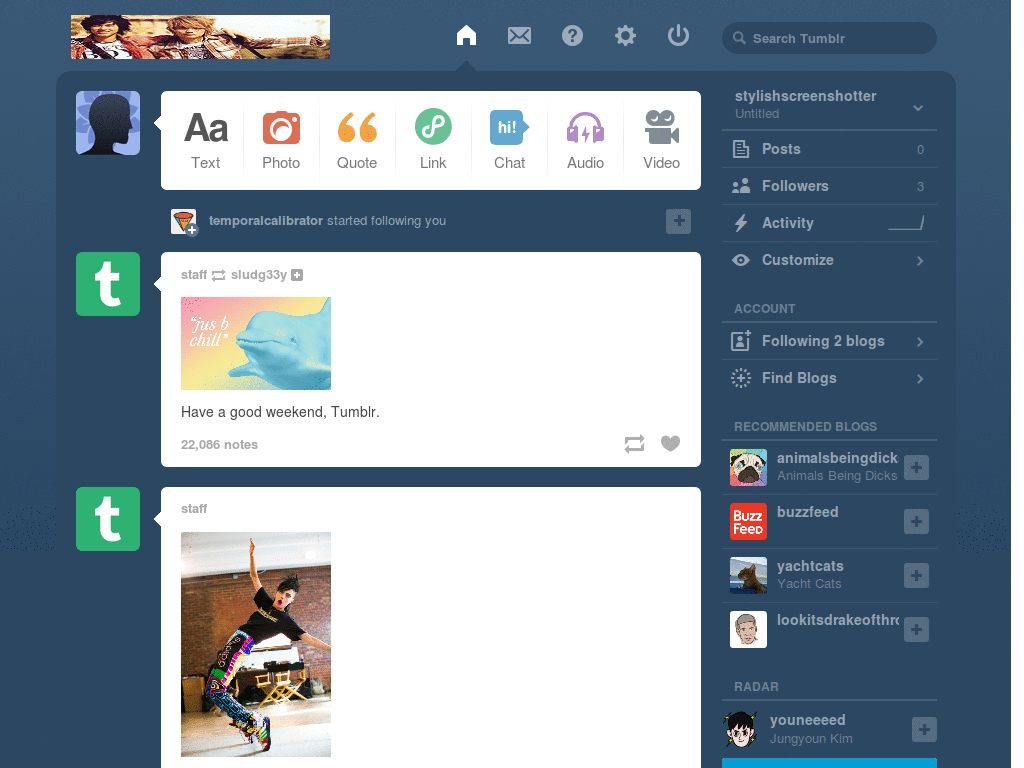 Search Tumblr
Aa
Text
Photo
Quote
Link
hi!
Chat
Audio
Video
temporalcalibrator started following you
staff sludg33y
"jus b
chill"
Have a good weekend, Tumblr.
22,086 notes
staff
stylishscreenshotter
Untitled
Posts 0
Followers 3
Activity
Customize
ACCOUNT
Following 2 blogs
Find Blogs
RECOMMENDED BLOGS
animalsbeingdick
Animals Being Dicks
BUZZ
FEED
buzzfeed
yachtcats
Yacht Cats
lookitsdrakeofthro
RADAR
youneeeed
Jungyoun Kim